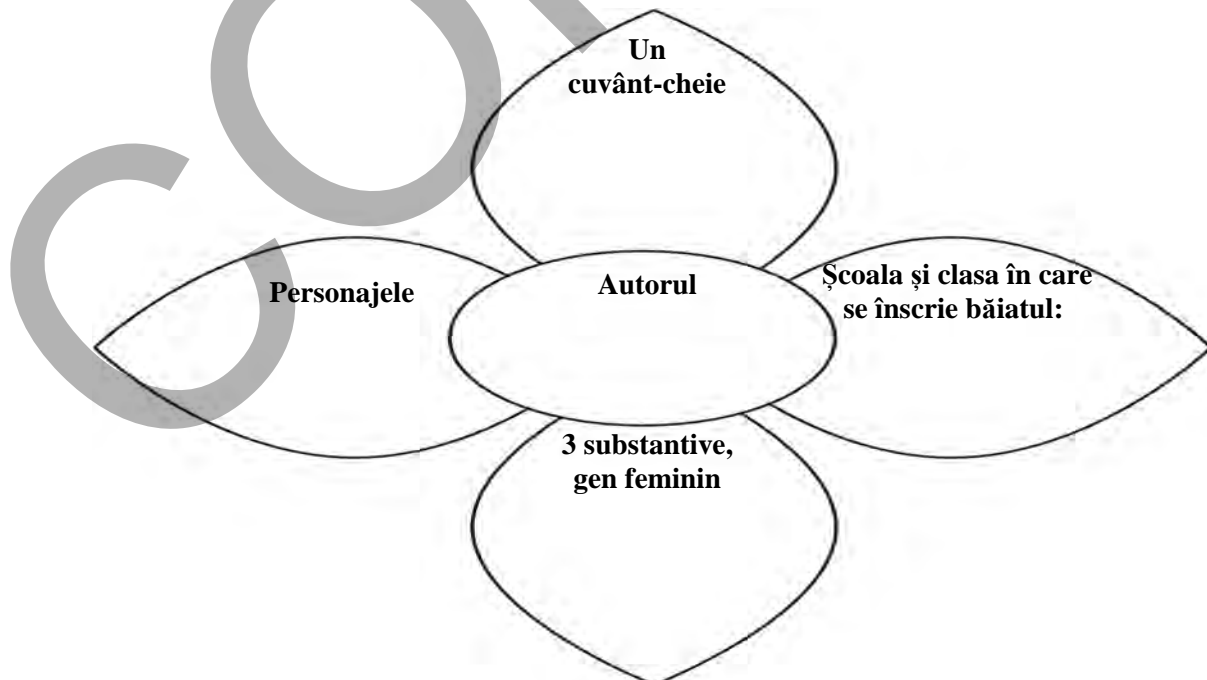 Un
cuvânt-cheie
Personajele
Autorul
Școala și clasa în care
se înscrie băiatul:
3 substantive,
gen feminin